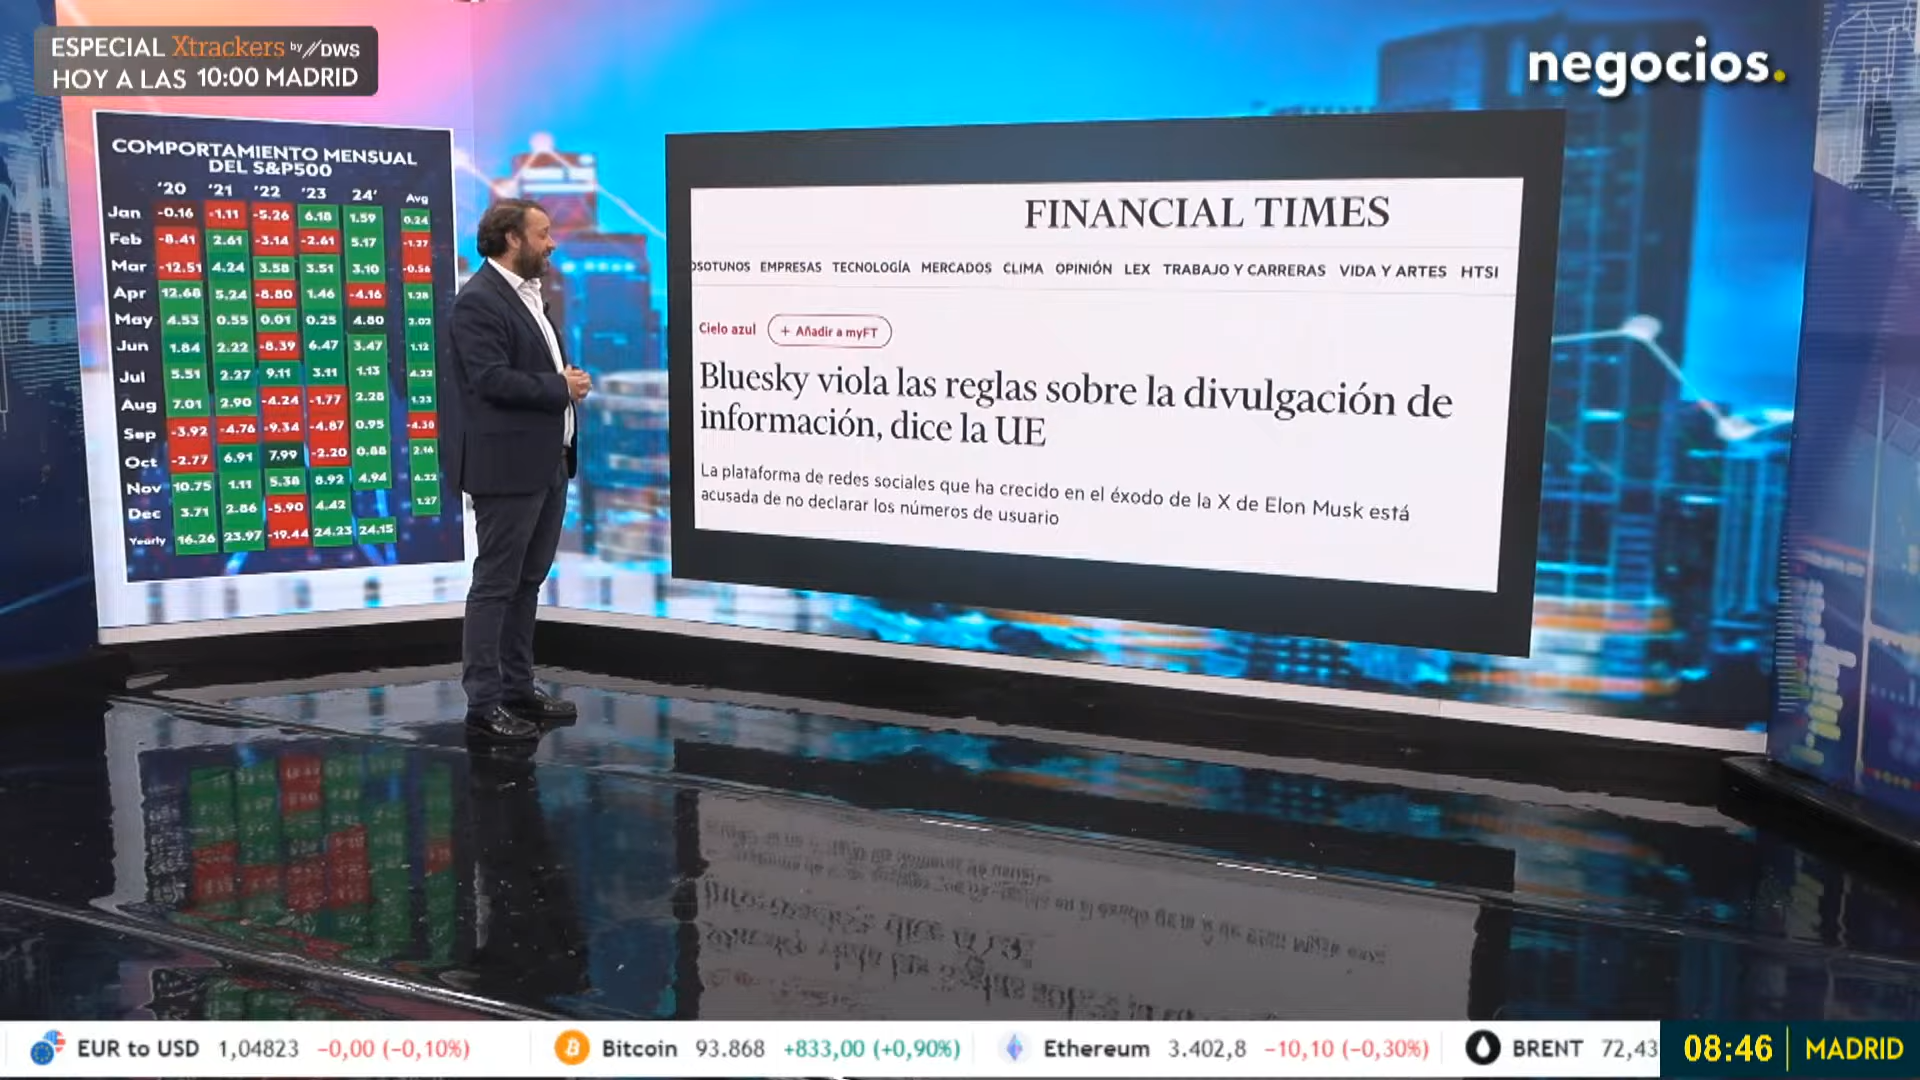 ESPECIAL Xtrackers by //DWS
HOY A LAS 10:00 MADRID
negocios.
COMPORTAMIENTO MENSUAL
DEL S&P500
'20 '21 '22 '23 24' Avg
Jan -0.16 -1.11 -5.26 6.18 1.59 0.24
Feb -8.41 2.61 -3.14 -2.61 5.17 -1.27
Mar -12.51 4.24 3.58 3.51 3.10 -0.56
Apr 12.68 5.24 -8.80 1.46 -4.16 1.28
May 4.53 0.55 0.01 0.25 4.80 2.02
Jun 1.84 2.22 -8.39 6.47 3.47 1.12
Jul 5.51 2.27 9.11 3.11 1.13
Aug 7.01 2.90 -4.24 -1.77 2.28 1.23
Sep -3.92 -4.76 -9.34 -4.87 0.95
Oct -2.77 6.91 7.99 -2.20 0.88
Nov 10.75 1.11 5.38 8.92 4.94
Dec 3.71 2.86 -5.90 4.42 1.27
Yearly 16.26 23.97 -19.44 24.23 24.15
FINANCIAL TIMES
OSOTUNOS EMPRESAS TECNOLOGÍA MERCADOS CLIMA OPINIÓN LEX TRABAJO Y CARRERAS VIDA Y ARTES HTSI
Cielo azul + Añadir a myFT
Bluesky viola las reglas sobre la divulgación de
información, dice la UE
La plataforma de redes sociales que ha crecido en el éxodo de la X de Elon Musk está
acusada de no declarar los números de usuario
EUR to USD 1,04823 -0,00 (-0,10%) Bitcoin 93.868 +833,00 (+0,90%) Ethereum 3.402,8 -10,10 (-0,30%) BRENT 72,43 08:46 MADRID